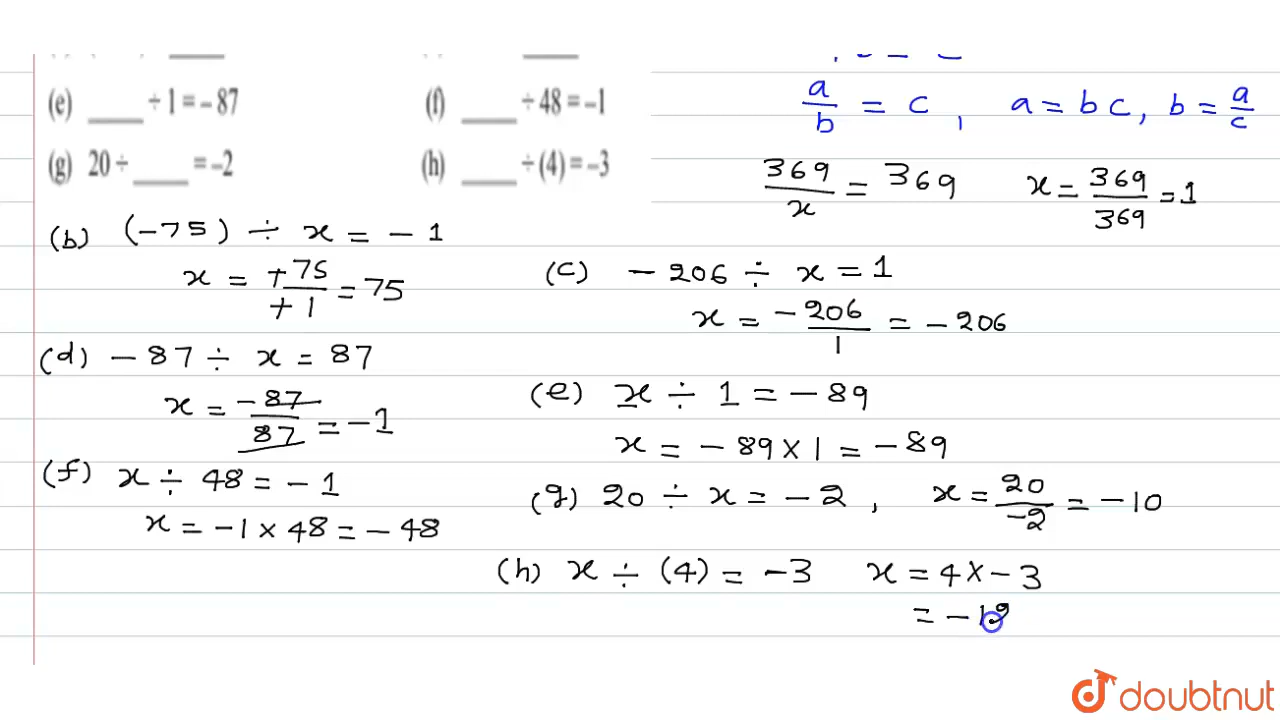 (e) ____ ÷ 1 = – 87 (f) ____ ÷ 48 = –1
(g) 20 ÷ ____ = –2 (h) ____ ÷ (4) = –3
a/b = c, a = bc, b = a/c
369/x = 369 x = 369/369 = 1
(b) (-75) ÷ x = - 1
x = +75/+1 = 75
(c) - 206 ÷ x = 1
x = -206/1 = - 206
(d) - 87 ÷ x = 87
x = -87/87 = -1
(e) x ÷ 1 = - 89
x = - 89 × 1 = - 89
(f) x ÷ 48 = - 1
x = -1 × 48 = - 48
(g) 20 ÷ x = - 2, x = 20/-2 = - 10
(h) x ÷ (4) = -3 x = 4 × - 3
= - 12
doubtnut